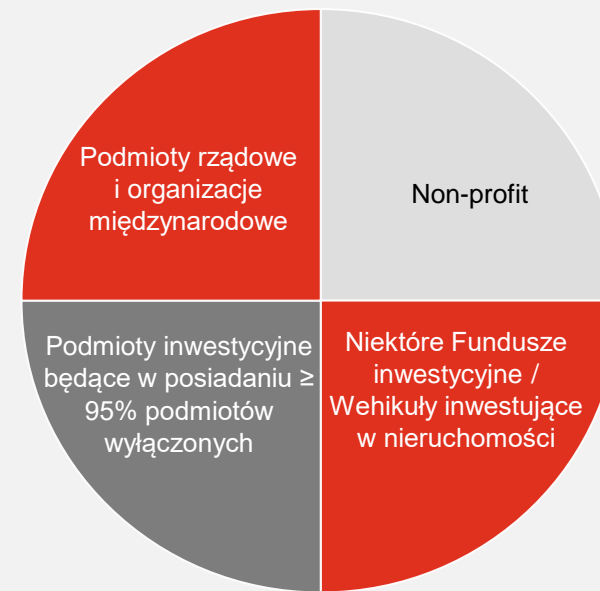 Podmioty rządowe
i organizacje
międzynarodowe
Non-profit
Podmioty inwestycyjne
będące w posiadaniu ≥
95% podmiotów
wyłączonych
Niektóre Fundusze
inwestycyjne /
Wehikuły inwestujące
w nieruchomości